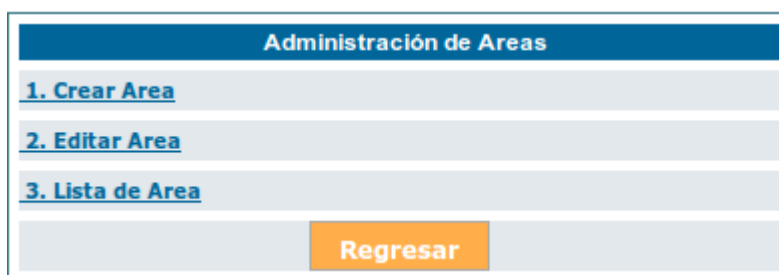 Administración de Areas
1. Crear Area
2. Editar Area
3. Lista de Area
Regresar